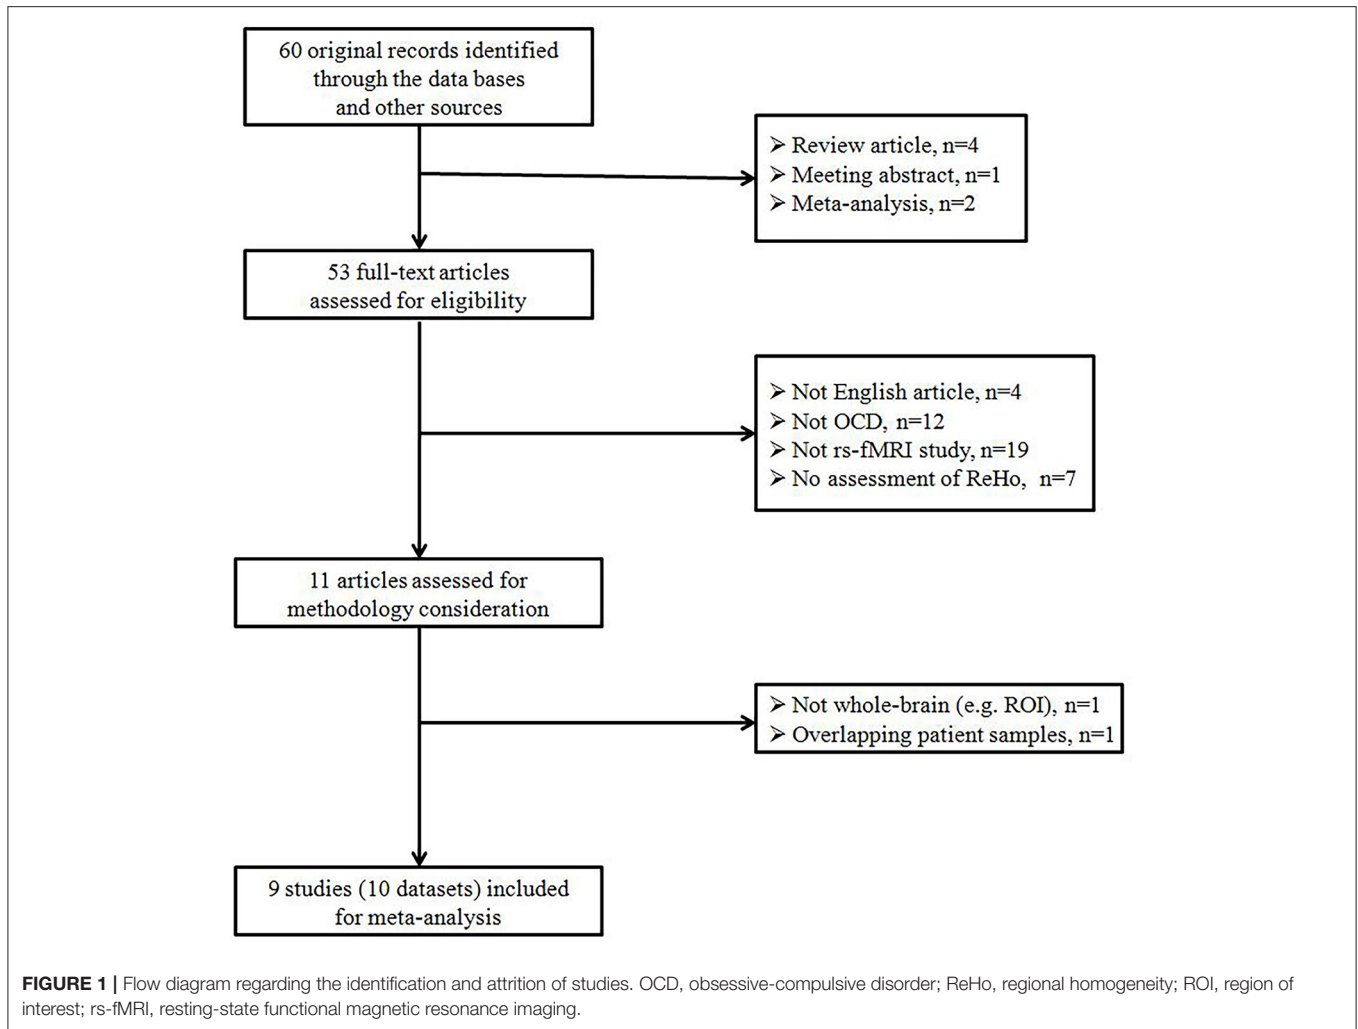 60 original records identified
through the data bases
and other sources
➢ Review article, n=4
➢ Meeting abstract, n=1
➢ Meta-analysis, n=2
53 full-text articles
assessed for eligibility
➢ Not English article, n=4
➢ Not OCD, n=12
➢ Not rs-fMRI study, n=19
➢ No assessment of ReHo, n=7
11 articles assessed for
methodology consideration
➢ Not whole-brain (e.g. ROI), n=1
➢ Overlapping patient samples, n=1
9 studies (10 datasets) included
for meta-analysis
FIGURE 1 | Flow diagram regarding the identification and attrition of studies. OCD, obsessive-compulsive disorder; ReHo, regional homogeneity; ROI, region of
interest; rs-fMRI, resting-state functional magnetic resonance imaging.